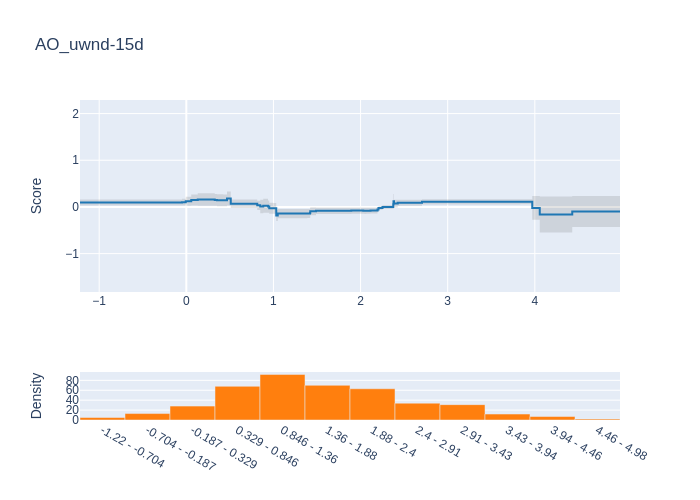 AO_uwnd-15d
Score
2
1
0
−1
−1
0
1
2
3
4
Density
80
60
40
20
0
-1.22 - -0.704
-0.704 - -0.187
-0.187 - 0.329
0.329 - 0.846
0.846 - 1.36
1.36 - 1.88
1.88 - 2.4
2.4 - 2.91
2.91 - 3.43
3.43 - 3.94
3.94 - 4.46
4.46 - 4.98